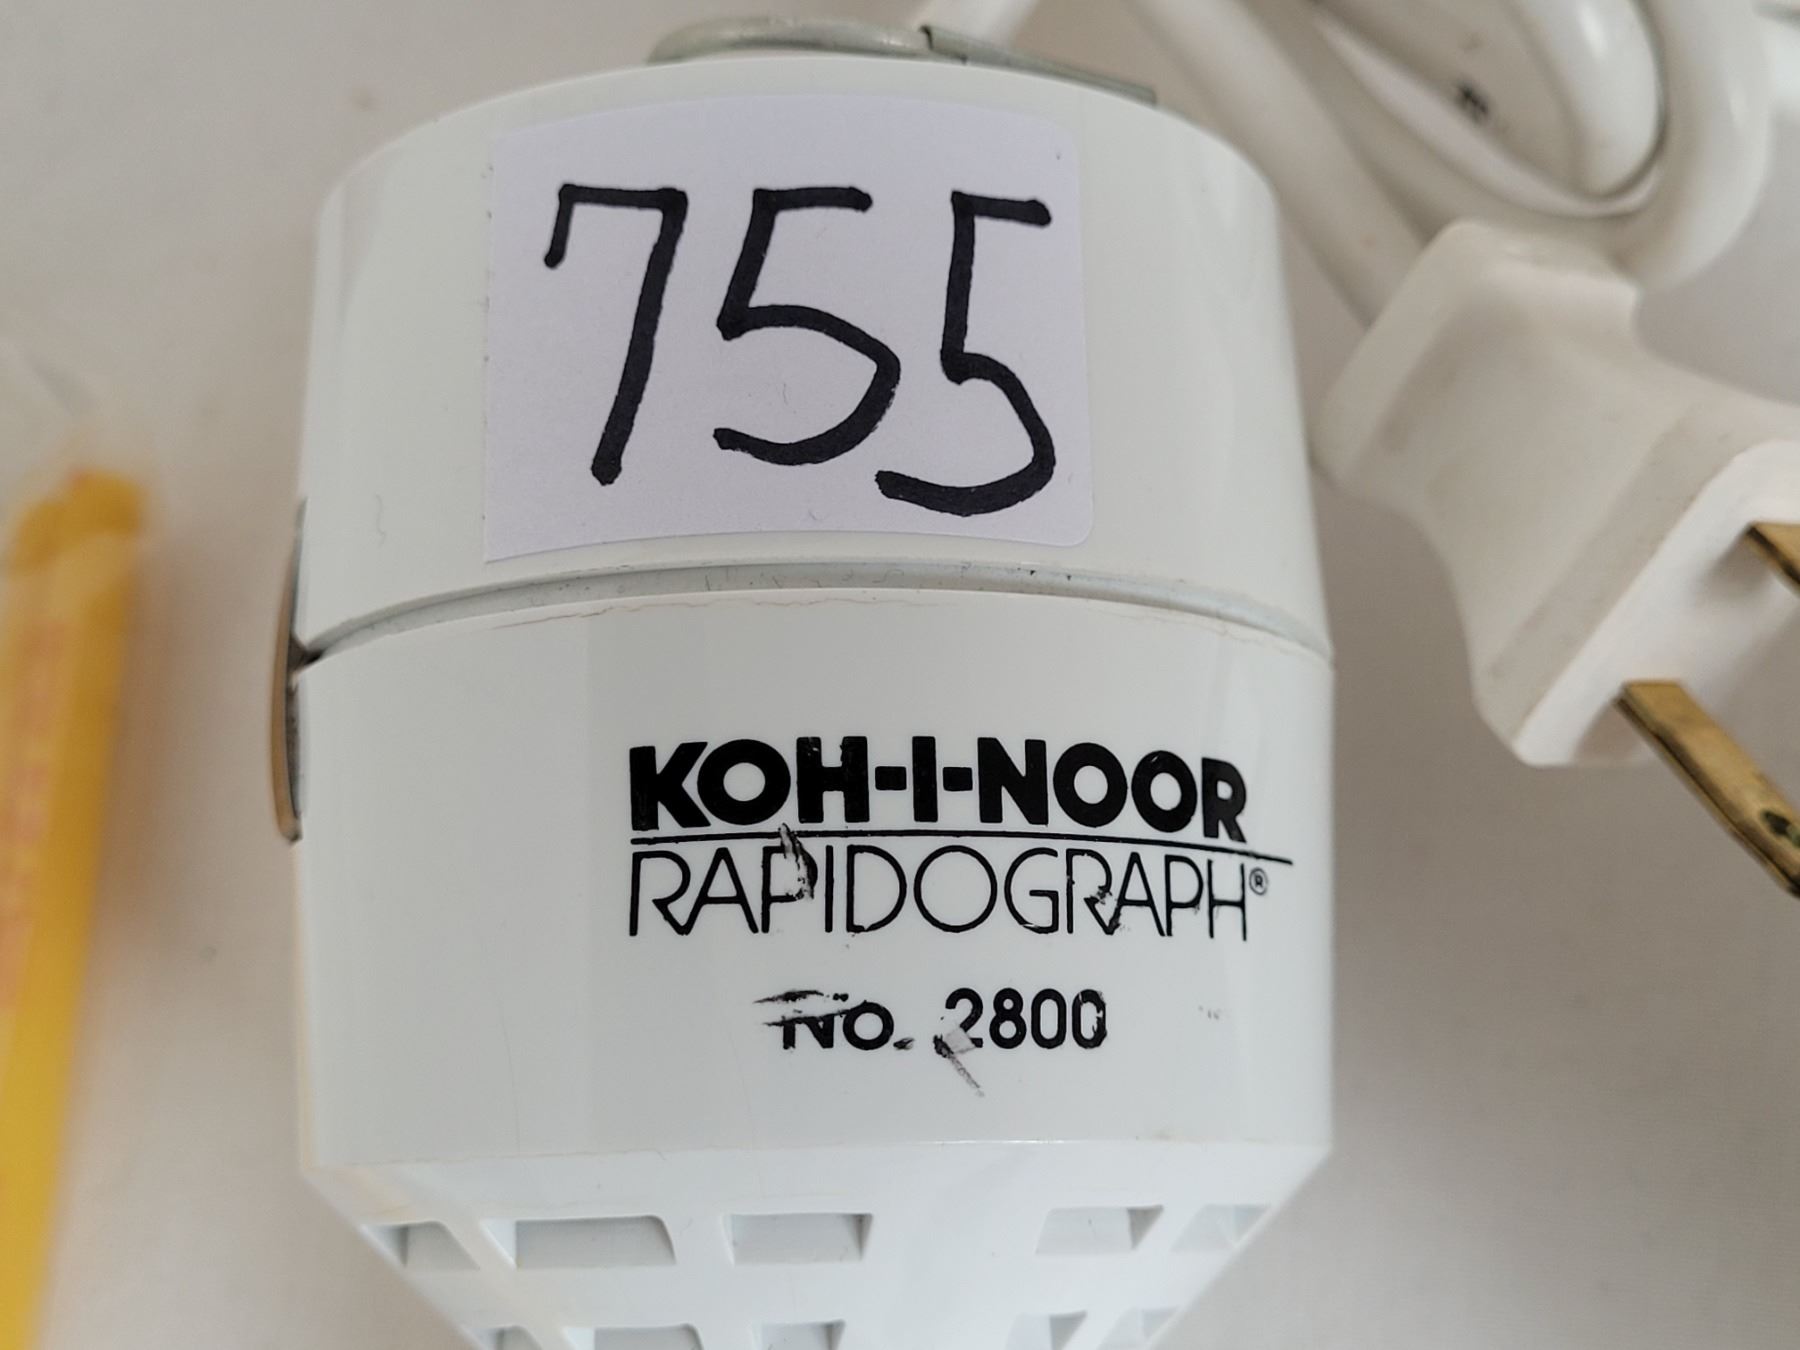 755
KOH-I-NOOR
RAPIDOGRAPH®
No. 2800